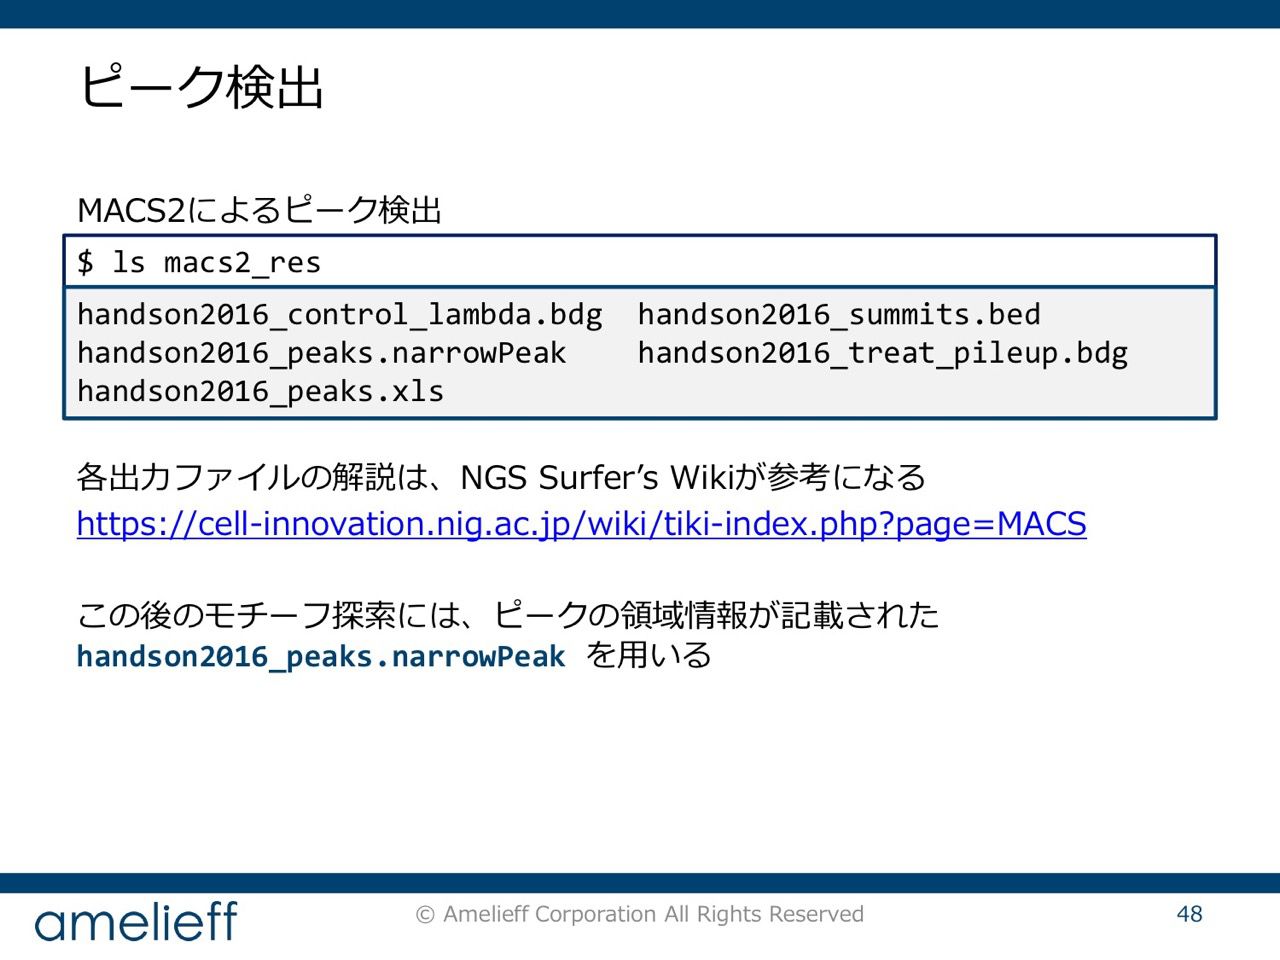 ピーク検出
MACS2によるピーク検出
$ ls macs2_res
handson2016_control_lambda.bdg  handson2016_summits.bed
handson2016_peaks.narrowPeak    handson2016_treat_pileup.bdg
handson2016_peaks.xls
各出力ファイルの解説は、NGS Surfer’s Wikiが参考になる
https://cell-innovation.nig.ac.jp/wiki/tiki-index.php?page=MACS
この後のモチーフ探索には、ピークの領域情報が記載された
handson2016_peaks.narrowPeak を用いる
amelieff
© Amelieff Corporation All Rights Reserved
48